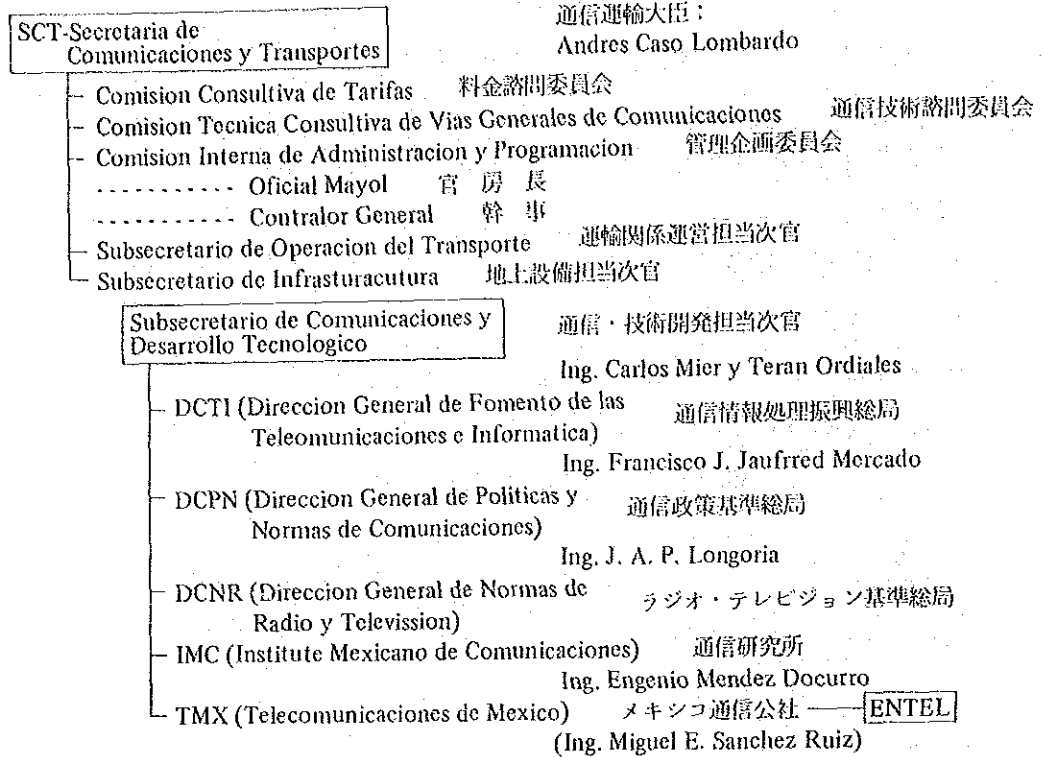 SCT-Secretaria de
Comunicaciones y Transportes
通信運輸大臣：
Andres Caso Lombardo
Comision Consultiva de Tarifas 料金諮問委員会
Comision Tecnica Consultiva de Vias Generales de Comunicaciones 通信技術諮問委員会
Comision Interna de Administracion y Programacion 管理企画委員会
........... Oficial Mayol 官 房 長
........... Contralor General 幹 事
Subsecretario de Operacion del Transporte 運輸関係運営担当次官
Subsecretario de Infrasturacutura 地上設備担当次官
Subsecretario de Comunicaciones y
Desarrollo Tecnologico
通信・技術開発担当次官
Ing. Carlos Mier y Teran Ordiales
DCTI (Direccion General de Fomento de las
Teleomunicaciones e Informatica)
通信情報処理振興総局
Ing. Francisco J. Jaufrred Mercado
DCPN (Direccion General de Politicas y
Normas de Comunicaciones)
通信政策基準総局
Ing. J. A. P. Longoria
DCNR (Direccion General de Normas de
Radio y Televission)
ラジオ・テレビジョン基準総局
IMC (Institute Mexicano de Comunicaciones) 通信研究所
Ing. Engenio Mendez Docurro
TMX (Telecomunicaciones de Mexico) メキシコ通信公社 ENTEL
(Ing. Miguel E. Sanchez Ruiz)